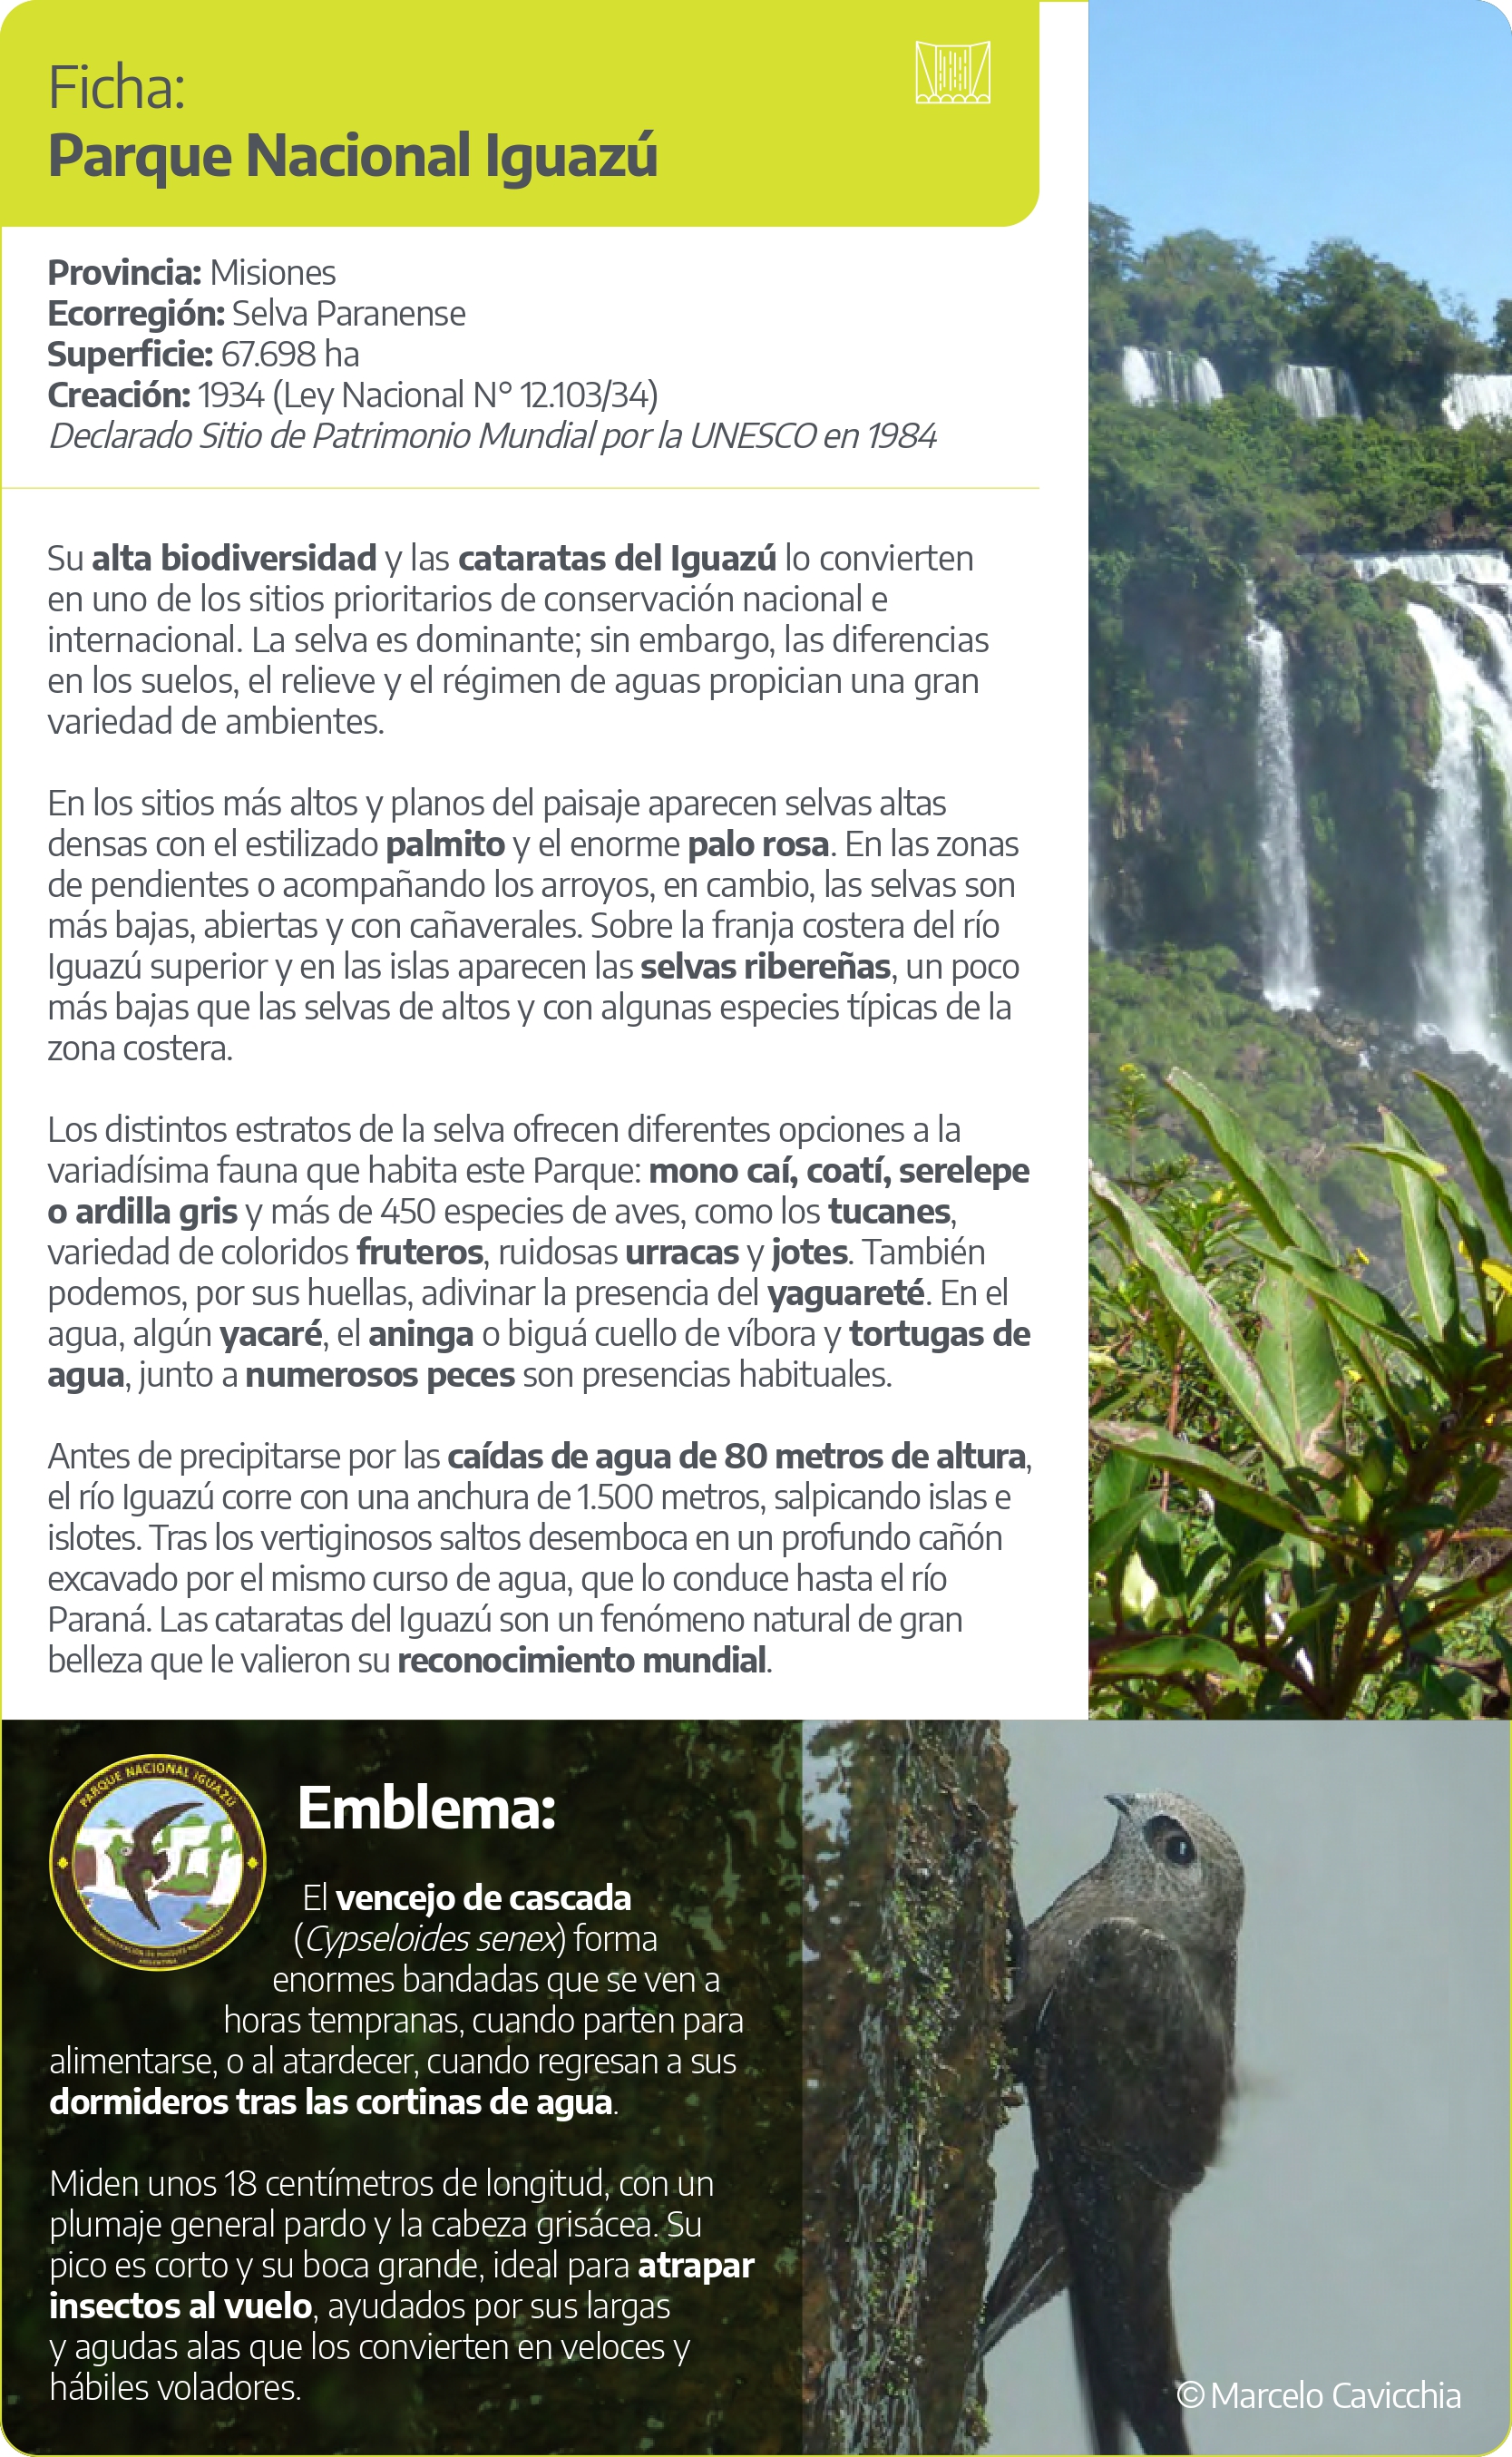 Ficha:
Parque Nacional Iguazú
Provincia: Misiones
Ecorregión: Selva Paranense
Superficie: 67.698 ha
Creación: 1934 (Ley Nacional N° 12.103/34)
Declarado Sitio de Patrimonio Mundial por la UNESCO en 1984
Su alta biodiversidad y las cataratas del Iguazú lo convierten
en uno de los sitios prioritarios de conservación nacional e
internacional. La selva es dominante; sin embargo, las diferencias
en los suelos, el relieve y el régimen de aguas propician una gran
variedad de ambientes.
En los sitios más altos y planos del paisaje aparecen selvas altas
densas con el estilizado palmito y el enorme palo rosa. En las zonas
de pendientes o acompañando los arroyos, en cambio, las selvas son
más bajas, abiertas y con cañaverales. Sobre la franja costera del río
Iguazú superior y en las islas aparecen las selvas ribereñas, un poco
más bajas que las selvas de altos y con algunas especies típicas de la
zona costera.
Los distintos estratos de la selva ofrecen diferentes opciones a la
variadísima fauna que habita este Parque: mono caí, coatí, serelepe
o ardilla gris y más de 450 especies de aves, como los tucanes,
variedad de coloridos fruteros, ruidosas urracas y jotes. También
podemos, por sus huellas, adivinar la presencia del yaguareté. En el
agua, algún yacaré, el aninga o biguá cuello de víbora y tortugas de
agua, junto a numerosos peces son presencias habituales.
Antes de precipitarse por las caídas de agua de 80 metros de altura,
el río Iguazú corre con una anchura de 1.500 metros, salpicando islas e
islotes. Tras los vertiginosos saltos desemboca en un profundo cañón
excavado por el mismo curso de agua, que lo conduce hasta el río
Paraná. Las cataratas del Iguazú son un fenómeno natural de gran
belleza que le valieron su reconocimiento mundial.
PARQUE NACIONAL IGUAZÚ
ADMINISTRACIÓN DE PARQUES NACIONALES
ARGENTINA
Emblema:
El vencejo de cascada
(Cypseloides senex) forma
enormes bandadas que se ven a
horas tempranas, cuando parten para
alimentarse, o al atardecer, cuando regresan a sus
dormideros tras las cortinas de agua.
Miden unos 18 centímetros de longitud, con un
plumaje general pardo y la cabeza grisácea. Su
pico es corto y su boca grande, ideal para atrapar
insectos al vuelo, ayudados por sus largas
y agudas alas que los convierten en veloces y
hábiles voladores.
© Marcelo Cavicchia